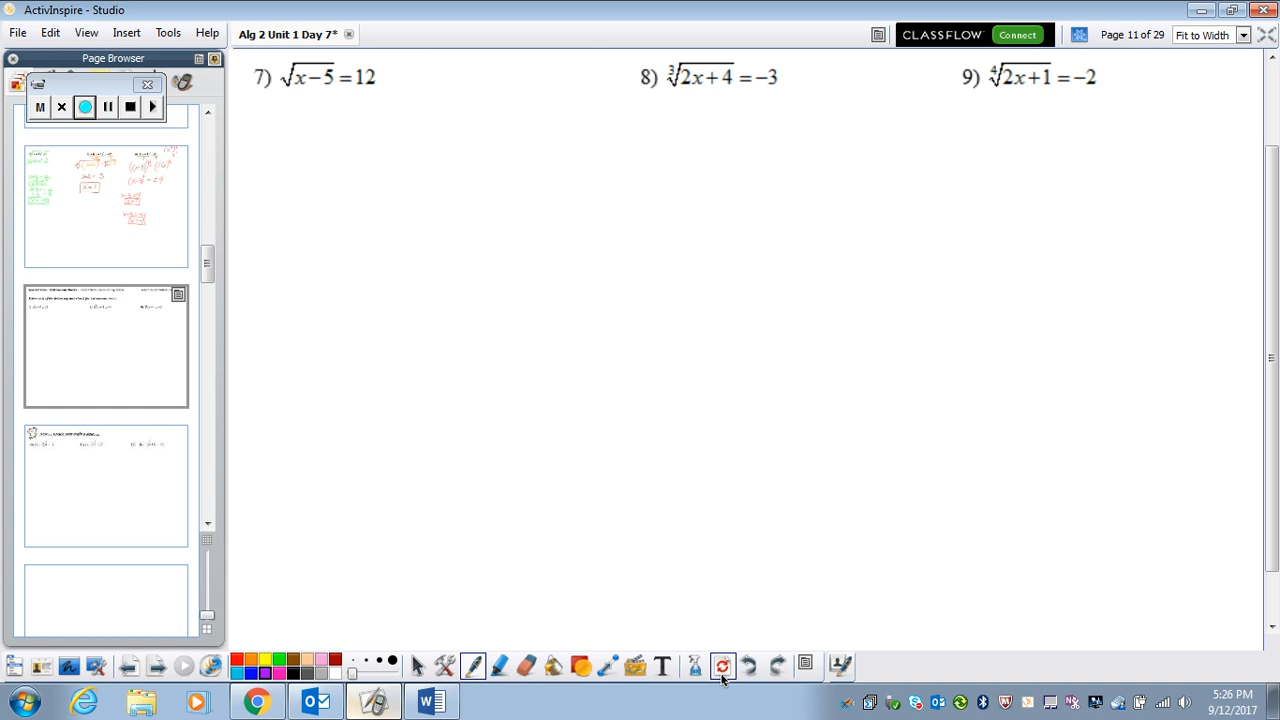 ActivInspire - Studio
File Edit View Insert Tools Help
Alg 2 Unit 1 Day 7*
CLASSFLOW Connect
Page 11 of 29
Fit to Width
Page Browser
M
7) √x−5 = 12
8) ∛2x+4 = −3
9) ∜2x+1 = −2
T
W
5:26 PM
9/12/2017